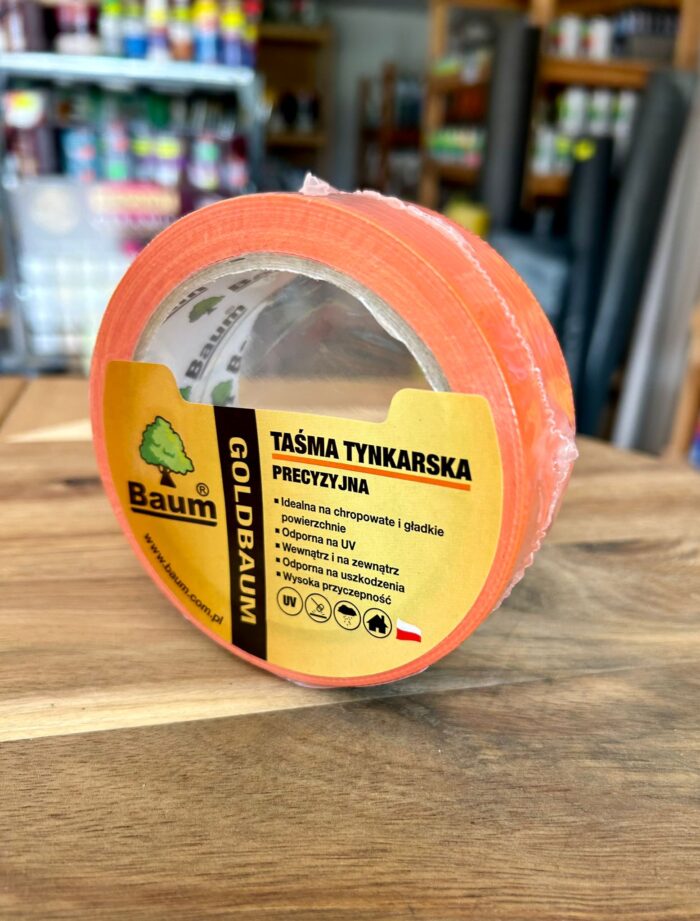 Baum
B
Baum®
www.baum.com.pl
GOLDBAUM
TAŚMA TYNKARSKA
PRECYZYJNA
▪ Idealna na chropowate i gładkie
powierzchnie
▪ Odporna na UV
▪ Wewnątrz i na zewnątrz
▪ Odporna na uszkodzenia
▪ Wysoka przyczepność
UV